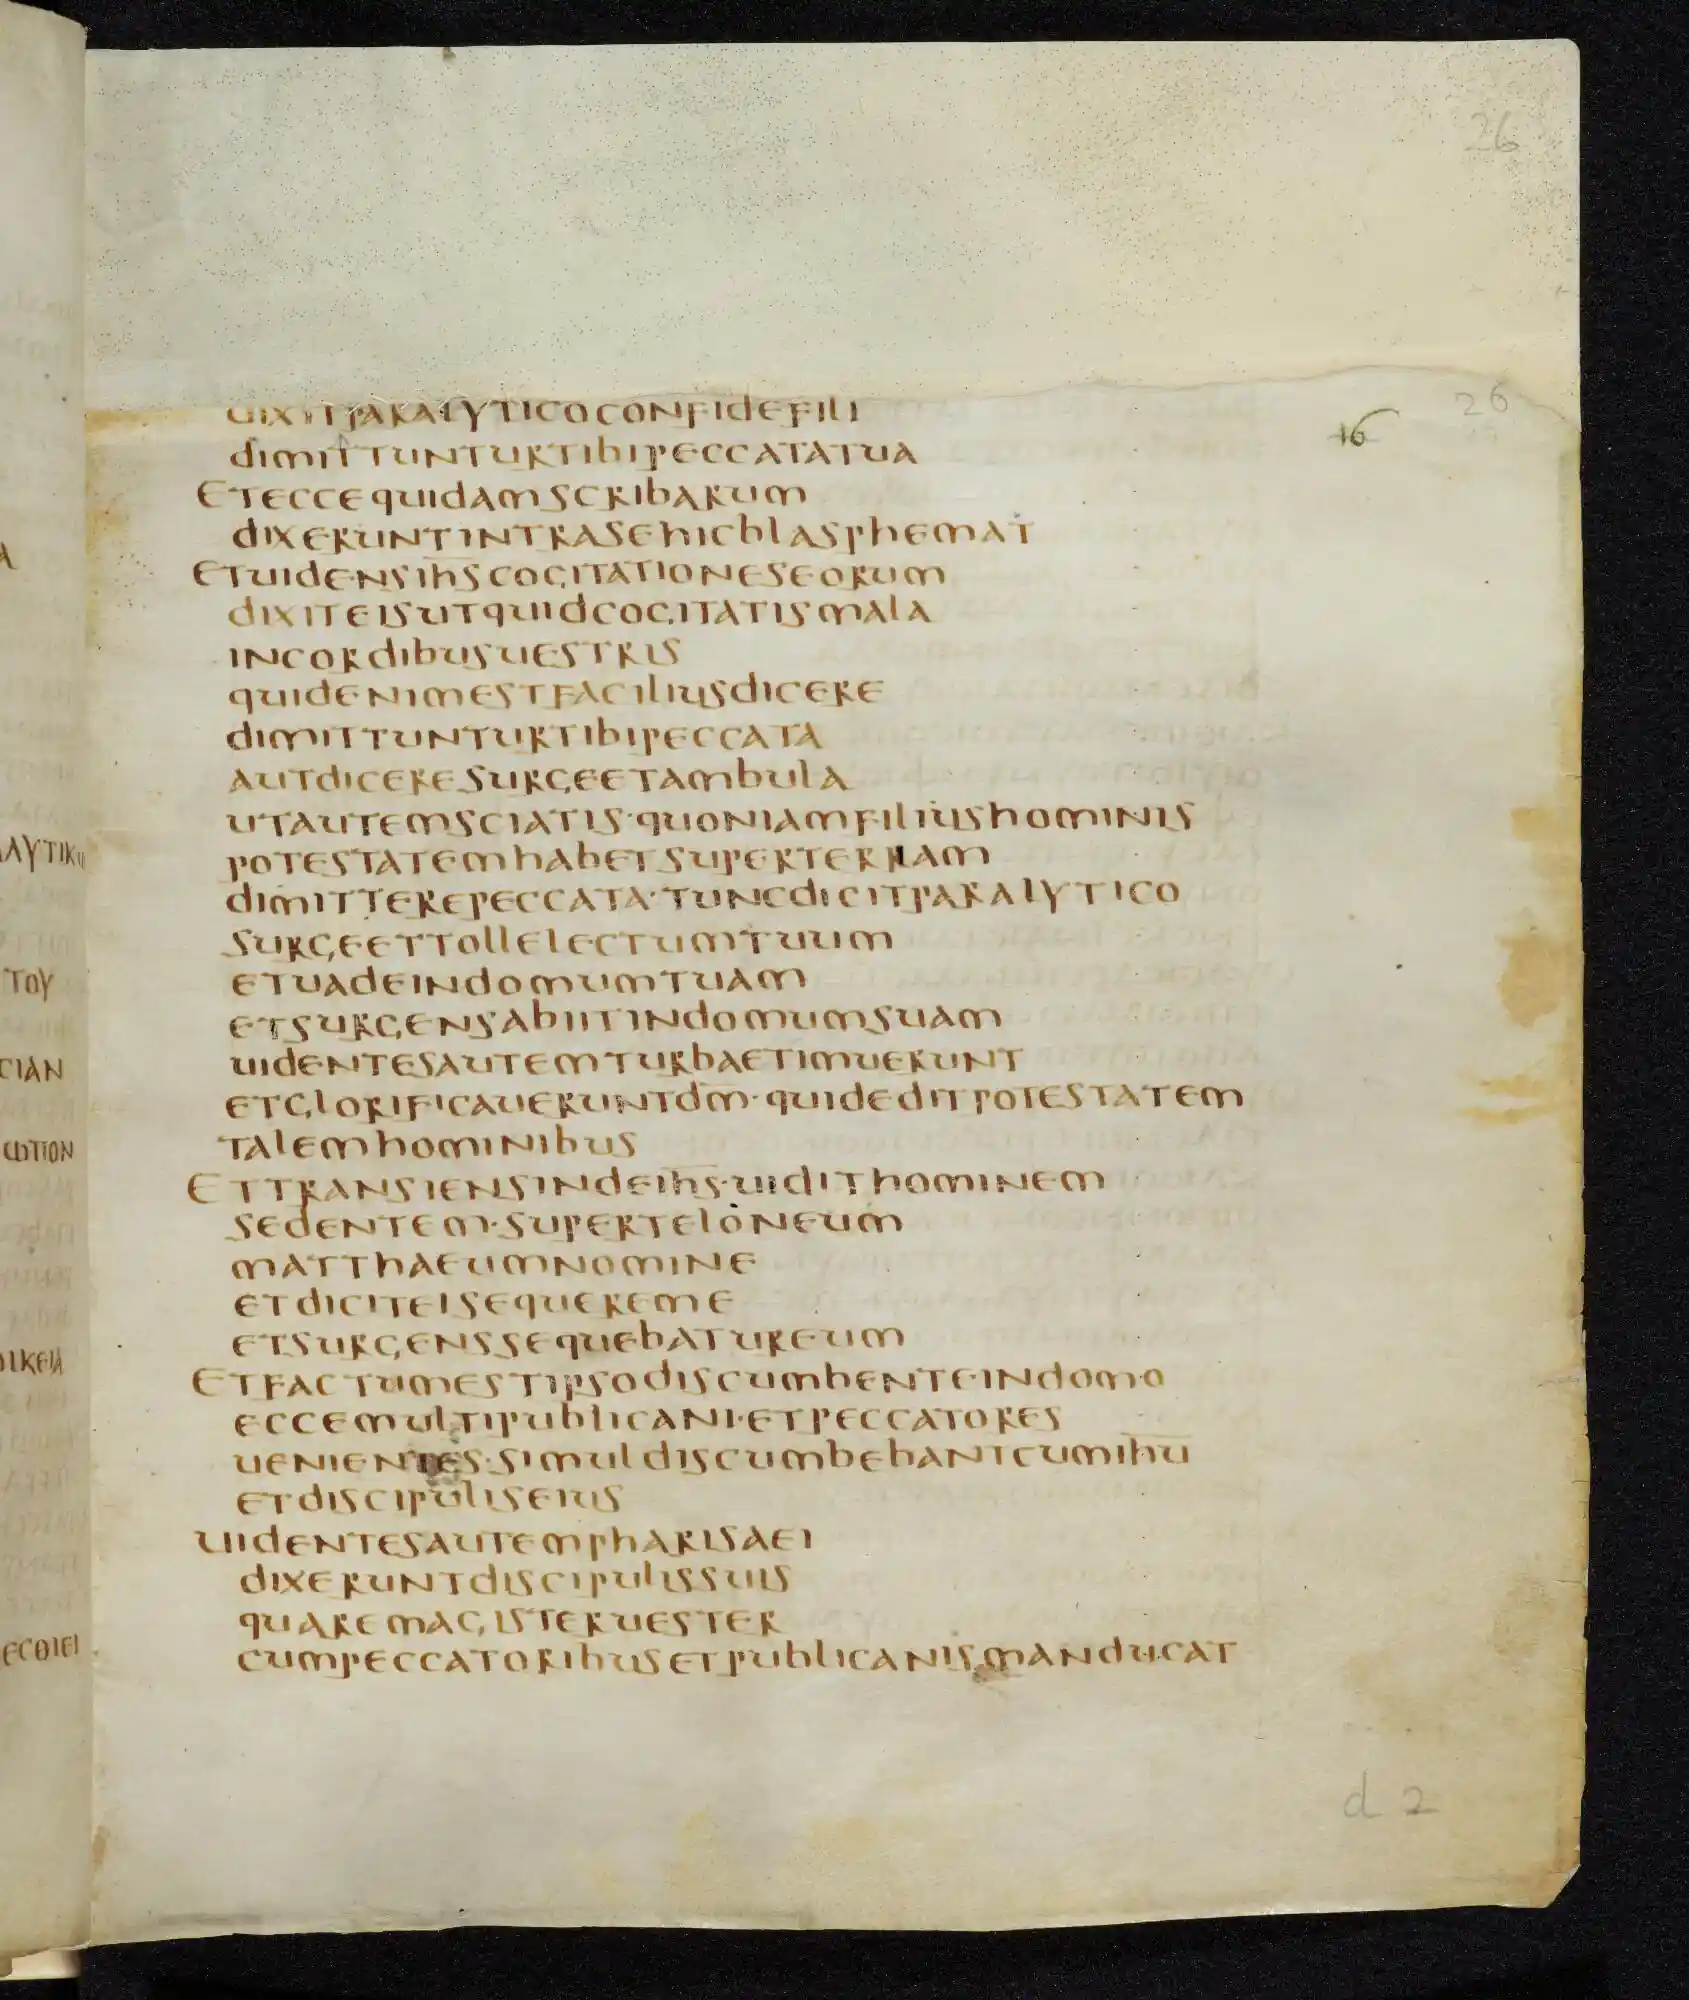 26
dixit paralytico confide fili
26
16
dimittuntur tibi peccata tua
Et ecce quidam scribarum
dixerunt intra se hic blasphemat
Et uidens ihs cogitationes eorum
dixit eis ut quid cogitatis mala
in cordibus uestris
quid enim est facilius dicere
dimittuntur tibi peccata
aut dicere surge et ambula
ut autem sciatis · quoniam filius hominis
potestatem habet super terram
dimittere peccata · tunc dicit paralytico
surge et tolle lectum tuum
et uade in domum tuam
et surgens abiit in domum suam
uidentes autem turbae timuerunt
et glorificauerunt dm · qui dedit potestatem
talem hominibus
Et transiens inde ihs · uidit hominem
sedentem · super teloneum
matthaeum nomine
et dicit ei sequere me
et surgens sequebatur eum
Et factum est ipso discumbente · in domo
ecce multi publicani · et peccatores
uenientes · simul discumbebant cum ihu
et discipulis eius
Uidentes autem pharisaei
dixerunt discipulis suis
quare magister uester
cum peccatoribus et publicanis manducat
d 2
λυτικω
του
σιαν
ωπον
οικεια
εσθιει